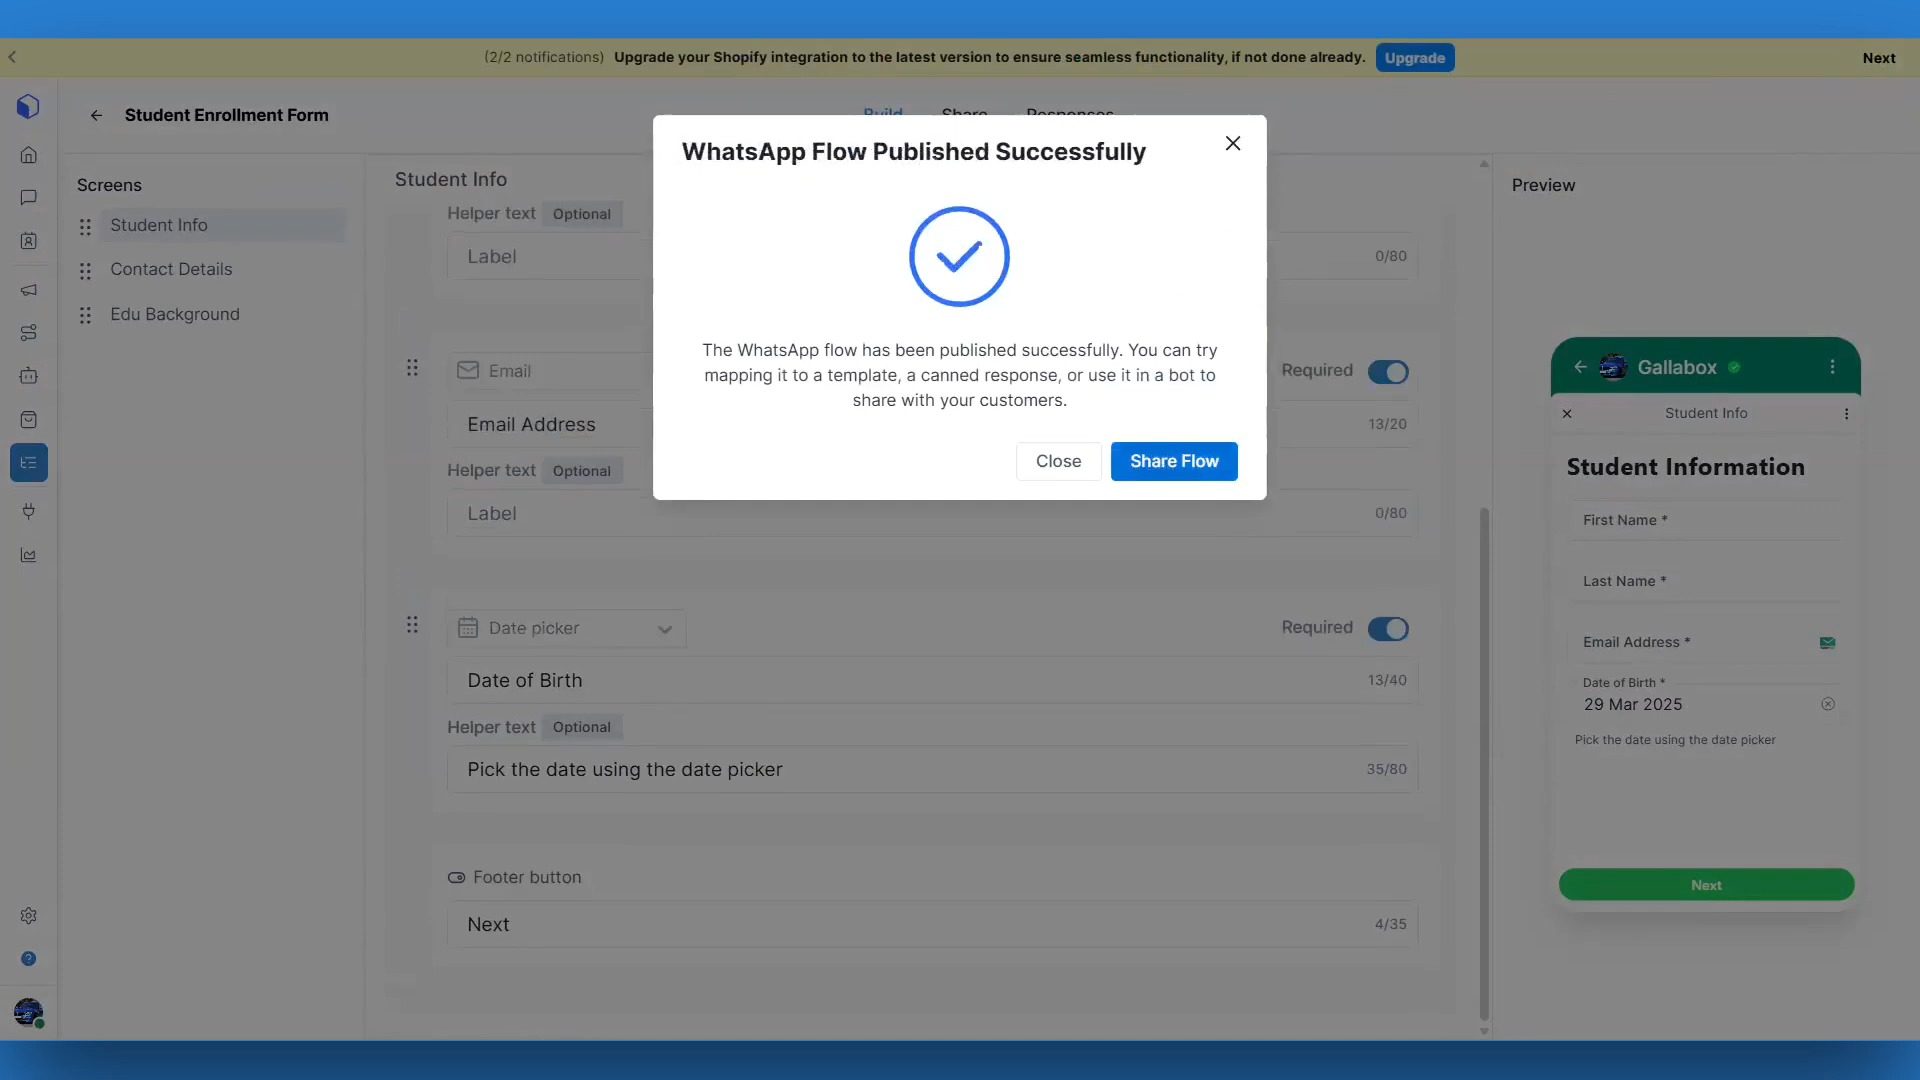 (2/2 notifications) Upgrade your Shopify integration to the latest version to ensure seamless functionality, if not done already. Upgrade Next
Student Enrollment Form
Build Share Responses
WhatsApp Flow Published Successfully
The WhatsApp flow has been published successfully. You can try
mapping it to a template, a canned response, or use it in a bot to
share with your customers.
Close Share Flow
Screens
Student Info
Contact Details
Edu Background
Student Info
Helper text Optional
Label 0/80
Email Required
Email Address 13/20
Helper text Optional
Label 0/80
Date picker Required
Date of Birth 13/40
Helper text Optional
Pick the date using the date picker 35/80
Footer button
Next 4/35
Preview
Gallabox
Student Info
Student Information
First Name *
Last Name *
Email Address *
Date of Birth *
29 Mar 2025
Pick the date using the date picker
Next